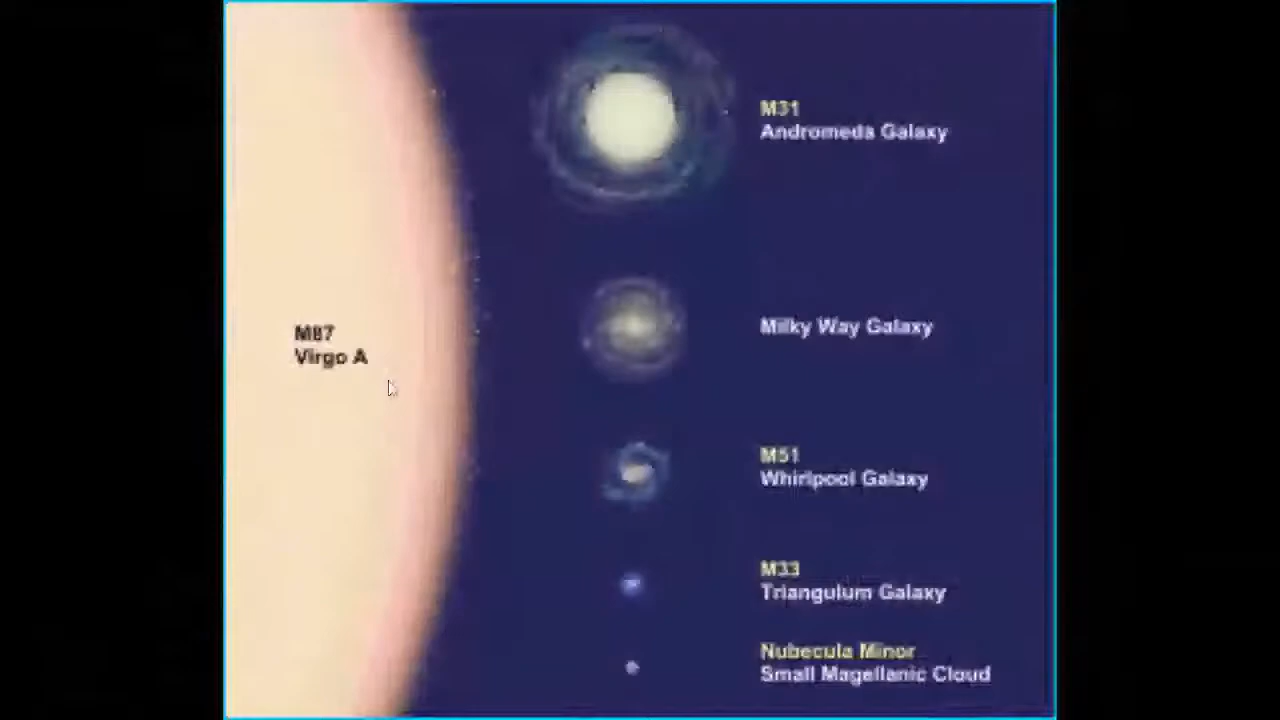 M31
Andromeda Galaxy
Milky Way Galaxy
M87
Virgo A
M51
Whirlpool Galaxy
M33
Triangulum Galaxy
Nubecula Minor
Small Magellanic Cloud